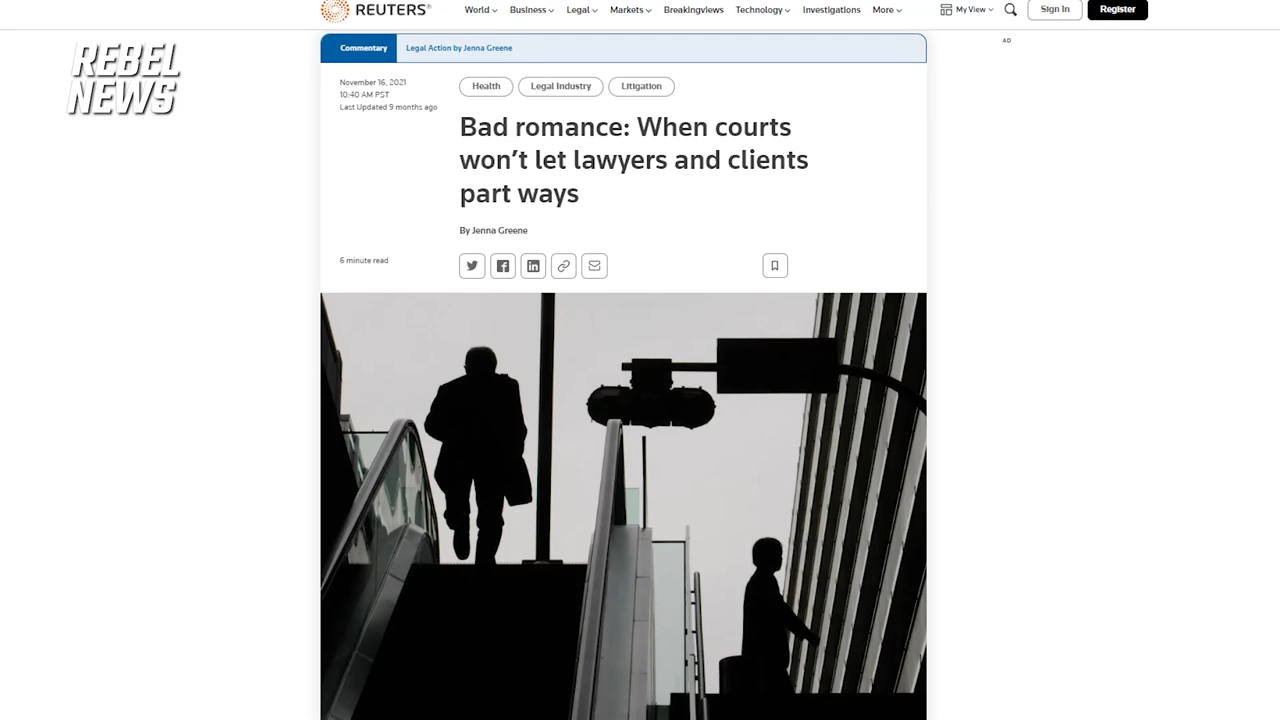 REUTERS®
World Business Legal Markets Breakingviews Technology Investigations More My View Sign In Register
REBEL
NEWS
Commentary Legal Action by Jenna Greene
AD
November 16, 2021
10:40 AM PST
Last Updated 9 months ago
Health Legal Industry Litigation
Bad romance: When courts
won't let lawyers and clients
part ways
By Jenna Greene
6 minute read